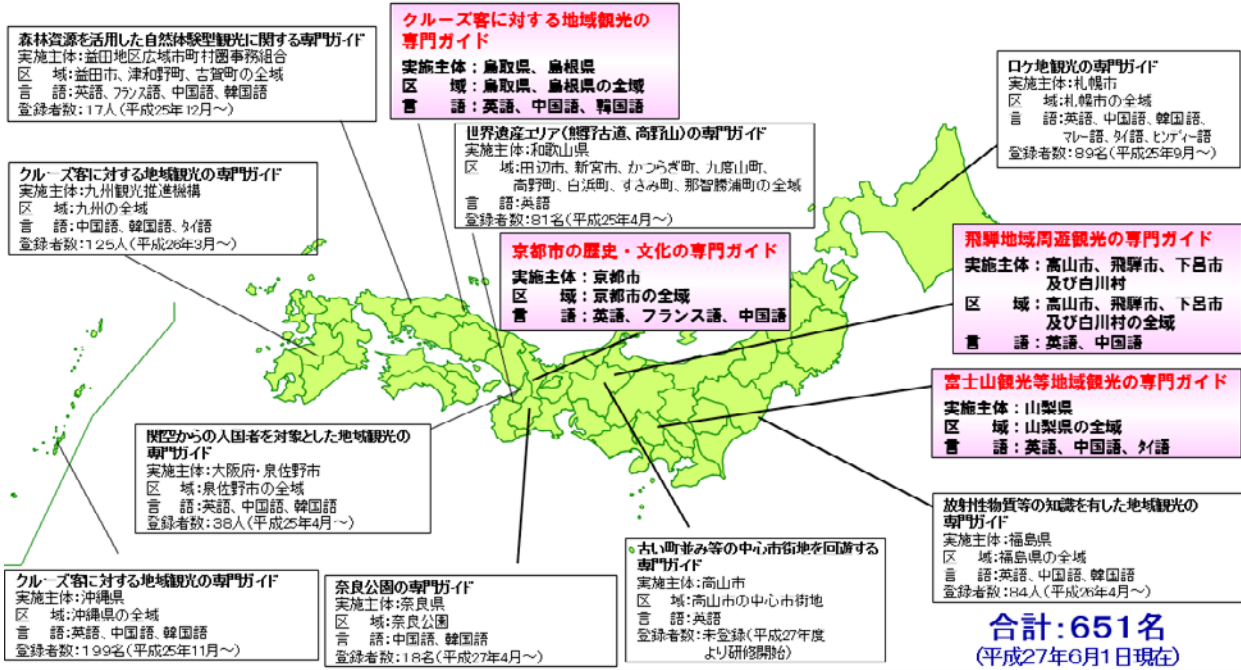 森林資源を活用した自然体験型観光に関する専門ガイド
実施主体:益田地区広域市町村圏事務組合
区　域:益田市、津和野町、吉賀町の全域
言　語:英語、フランス語、中国語、韓国語
登録者数:17人(平成25年12月～)
クルーズ客に対する地域観光の
専門ガイド
実施主体:鳥取県、島根県
区　域:鳥取県、島根県の全域
言　語:英語、中国語、韓国語
ロケ地観光の専門ガイド
実施主体:札幌市
区　域:札幌市の全域
言　語:英語、中国語、韓国語、
マレー語、タイ語、ヒンディー語
登録者数:89名(平成25年9月～)
世界遺産エリア(熊野古道、高野山)の専門ガイド
実施主体:和歌山県
区　域:田辺市、新宮市、かつらぎ町、九度山町、
高野町、白浜町、すさみ町、那智勝浦町の全域
言　語:英語
登録者数:81名(平成25年4月～)
クルーズ客に対する地域観光の専門ガイド
実施主体:九州観光推進機構
区　域:九州の全域
言　語:中国語、韓国語、タイ語
登録者数:125人(平成26年3月～)
京都市の歴史・文化の専門ガイド
実施主体:京都市
区　域:京都市の全域
言　語:英語、フランス語、中国語
飛騨地域周遊観光の専門ガイド
実施主体:高山市、飛騨市、下呂市
及び白川村
区　域:高山市、飛騨市、下呂市
及び白川村の全域
言　語:英語、中国語
富士山観光等地域観光の専門ガイド
実施主体:山梨県
区　域:山梨県の全域
言　語:英語、中国語、タイ語
関空からの入国者を対象とした地域観光の
専門ガイド
実施主体:大阪府・泉佐野市
区　域:泉佐野市の全域
言　語:英語、中国語、韓国語
登録者数:38人(平成25年4月～)
放射性物質等の知識を有した地域観光の
専門ガイド
実施主体:福島県
区　域:福島県の全域
言　語:英語、中国語、韓国語
登録者数:84人(平成26年4月～)
クルーズ客に対する地域観光の専門ガイド
実施主体:沖縄県
区　域:沖縄県の全域
言　語:英語、中国語、韓国語
登録者数:199名(平成25年11月～)
奈良公園の専門ガイド
実施主体:奈良県
区　域:奈良公園
言　語:中国語、韓国語
登録者数:18名(平成27年4月～)
古い町並み等の中心市街地を回遊する
専門ガイド
実施主体:高山市
区　域:高山市の中心市街地
言　語:英語
登録者数:未登録(平成27年度
より研修開始)
合計:651名
(平成27年6月1日現在)